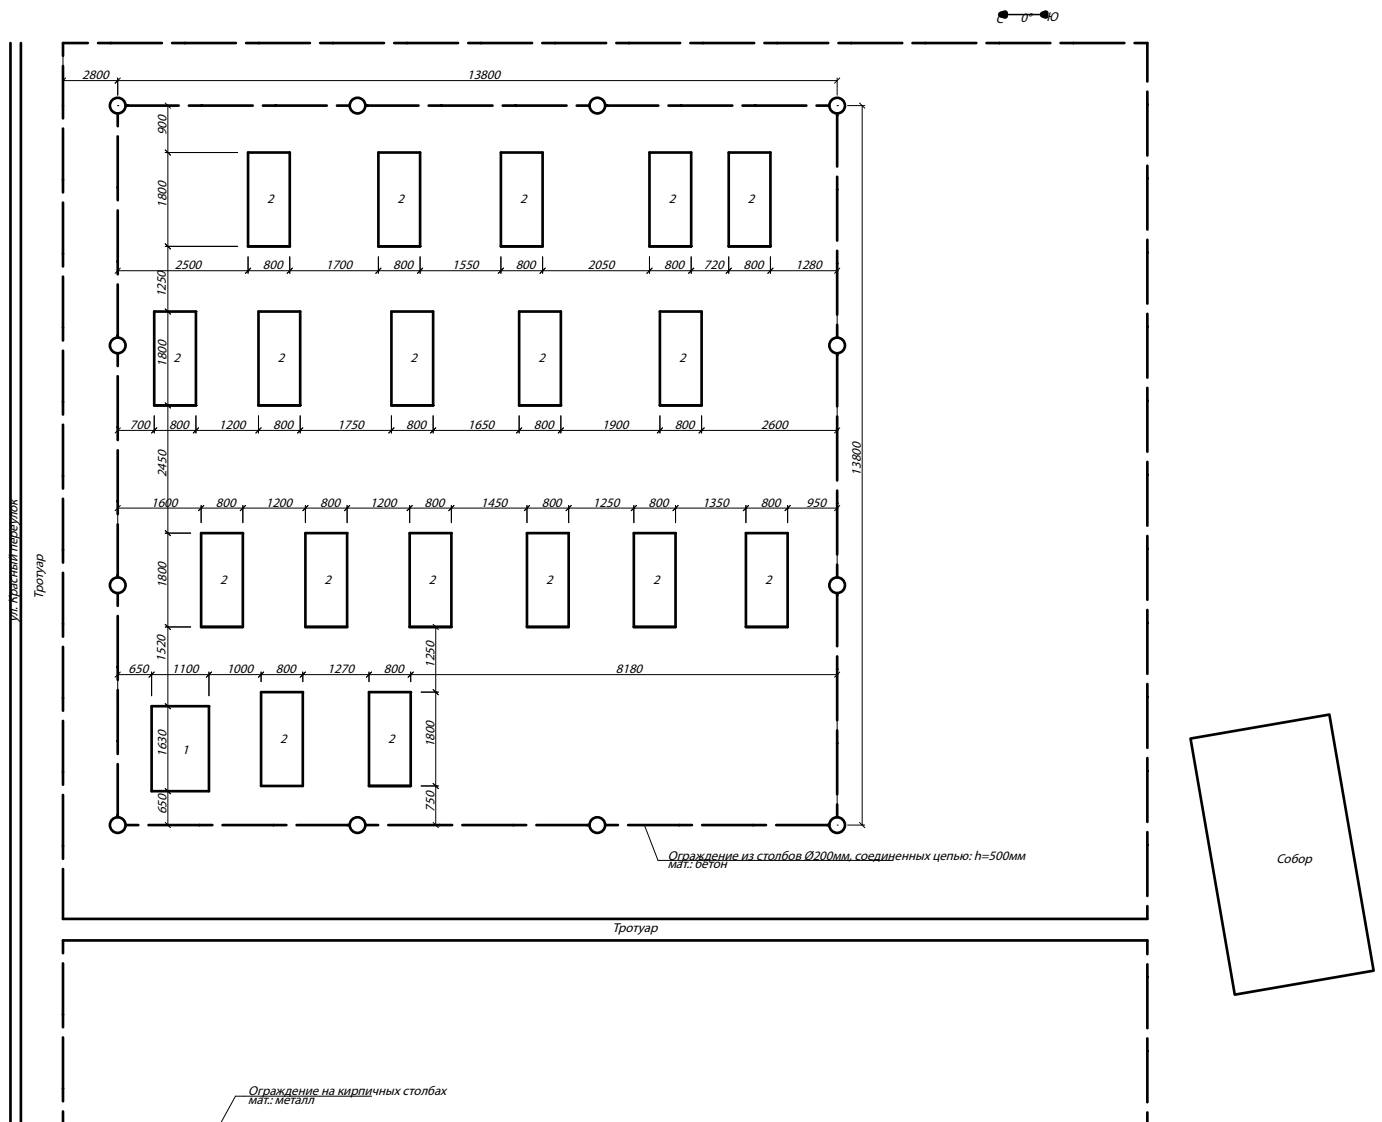 С 0° Ю
2800 13800
900
1800
2 2 2 2 2
2500 800 1700 800 1550 800 2050 800 720 800 1280
1250
1800
2 2 2 2 2
700 800 1200 800 1750 800 1650 800 1900 800 2600
2450
13800
1600 800 1200 800 1200 800 1450 800 1250 800 1350 800 950
ул. Красный переулок
Тротуар
1800
2 2 2 2 2 2
1520
1250
650 1100 1000 800 1270 800 8180
1630
1 2 2
1800
650
750
Ограждение из столбов Ø200мм, соединенных цепью: h=500мм
мат.: бетон
Собор
Тротуар
Ограждение на кирпичных столбах
мат.: металл